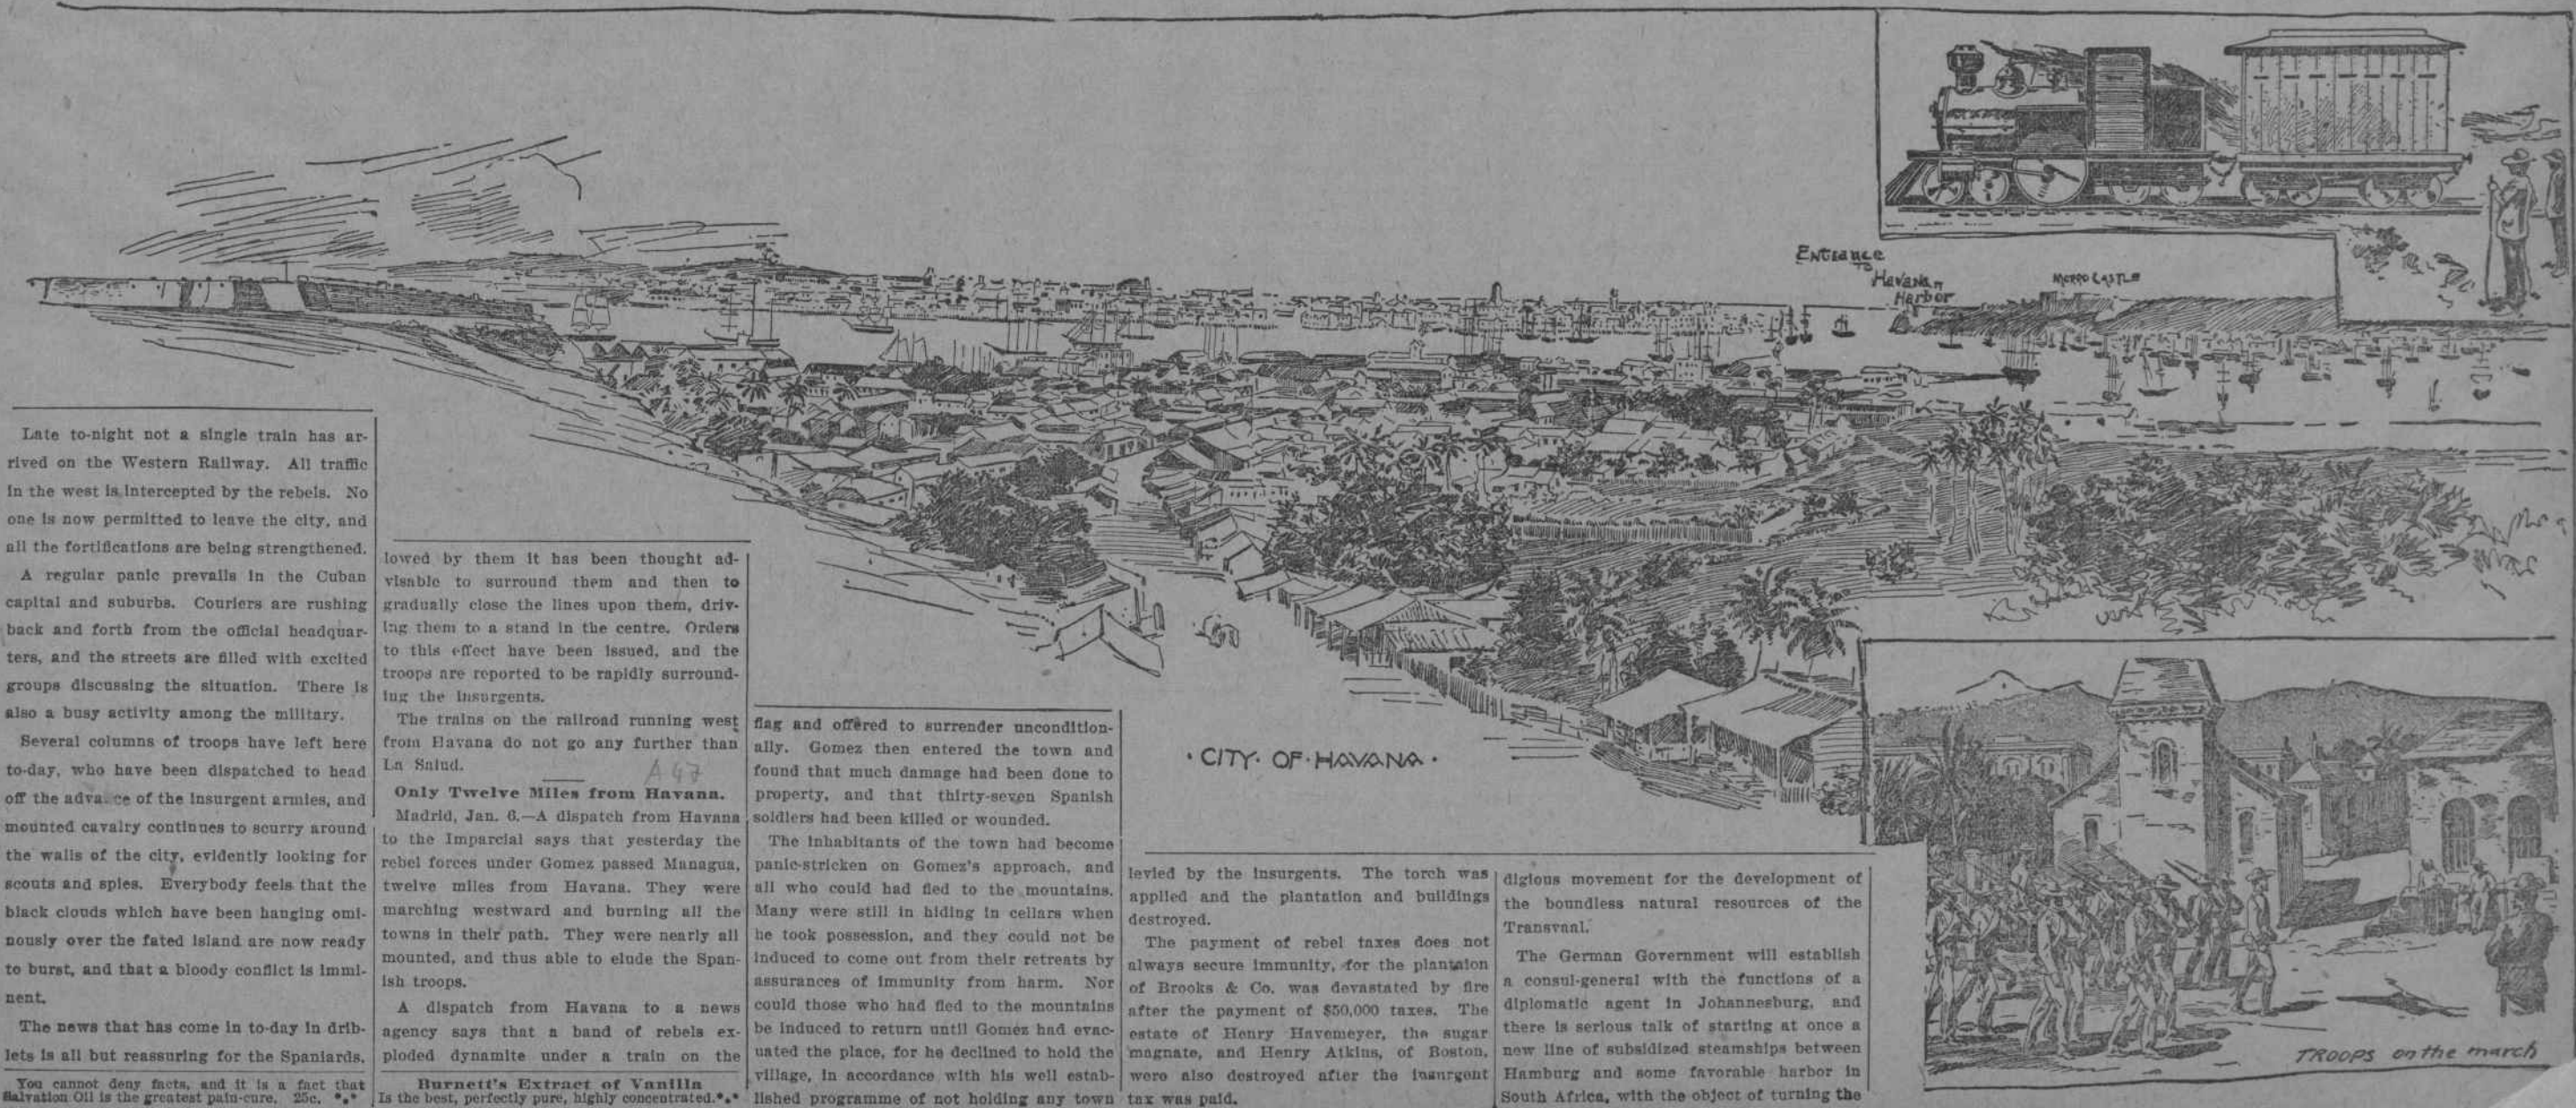 Entrance
TO
Havana
Harbor
MORRO CASTLE
Late to-night not a single train has ar-
rived on the Western Railway. All traffic
in the west is intercepted by the rebels. No
one is now permitted to leave the city, and
all the fortifications are being strengthened.
A regular panic prevails in the Cuban
capital and suburbs. Couriers are rushing
back and forth from the official headquar-
ters, and the streets are filled with excited
groups discussing the situation. There is
also a busy activity among the military.
Several columns of troops have left here
to-day, who have been dispatched to head
off the adva. ce of the insurgent armies, and
mounted cavalry continues to scurry around
the walls of the city, evidently looking for
scouts and spies. Everybody feels that the
black clouds which have been hanging omi-
nously over the fated island are now ready
to burst, and that a bloody conflict is immi-
nent.
The news that has come in to-day in drib-
lets is all but reassuring for the Spaniards.
You cannot deny facts, and it is a fact that
Salvation Oil is the greatest pain-cure. 25c. *.*
lowed by them it has been thought ad-
visable to surround them and then to
gradually close the lines upon them, driv-
ing them to a stand in the centre. Orders
to this effect have been issued, and the
troops are reported to be rapidly surround-
ing the insurgents.
The trains on the railroad running west
from Havana do not go any further than
La Salud.
A 47
Only Twelve Miles from Havana.
Madrid, Jan. 6.—A dispatch from Havana
to the Imparcial says that yesterday the
rebel forces under Gomez passed Managua,
twelve miles from Havana. They were
marching westward and burning all the
towns in their path. They were nearly all
mounted, and thus able to elude the Span-
ish troops.
A dispatch from Havana to a news
agency says that a band of rebels ex-
ploded dynamite under a train on the
Burnett's Extract of Vanilla
Is the best, perfectly pure, highly concentrated.*.*
flag and offered to surrender uncondition-
ally. Gomez then entered the town and
found that much damage had been done to
property, and that thirty-seven Spanish
soldiers had been killed or wounded.
The inhabitants of the town had become
panic-stricken on Gomez's approach, and
all who could had fled to the mountains.
Many were still in hiding in cellars when
he took possession, and they could not be
induced to come out from their retreats by
assurances of immunity from harm. Nor
could those who had fled to the mountains
be induced to return until Gomez had evac-
uated the place, for he declined to hold the
village, in accordance with his well estab-
lished programme of not holding any town
· CITY · OF · HAVANA ·
levied by the insurgents. The torch was
applied and the plantation and buildings
destroyed.
The payment of rebel taxes does not
always secure immunity, for the plantaion
of Brooks & Co. was devastated by fire
after the payment of $50,000 taxes. The
estate of Henry Havemeyer, the sugar
magnate, and Henry Atkins, of Boston,
were also destroyed after the insurgent
tax was paid.
digious movement for the development of
the boundless natural resources of the
Transvaal.
The German Government will establish
a consul-general with the functions of a
diplomatic agent in Johannesburg, and
there is serious talk of starting at once a
new line of subsidized steamships between
Hamburg and some favorable harbor in
South Africa, with the object of turning the
TROOPS on the march